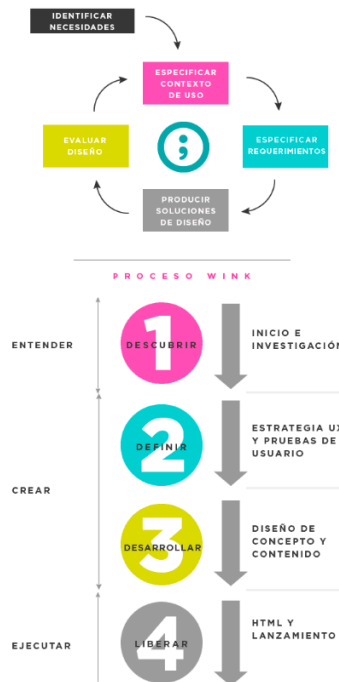 IDENTIFICAR
NECESIDADES
ESPECIFICAR
CONTEXTO
DE USO
EVALUAR
DISEÑO
;
ESPECIFICAR
REQUERIMIENTOS
PRODUCIR
SOLUCIONES
DE DISEÑO
PROCESO WINK
ENTENDER
1
DESCUBRIR
INICIO E
INVESTIGACIÓN
CREAR
2
DEFINIR
ESTRATEGIA UX
Y PRUEBAS DE
USUARIO
3
DESARROLLAR
DISEÑO DE
CONCEPTO Y
CONTENIDO
EJECUTAR
4
LIBERAR
HTML Y
LANZAMIENTO